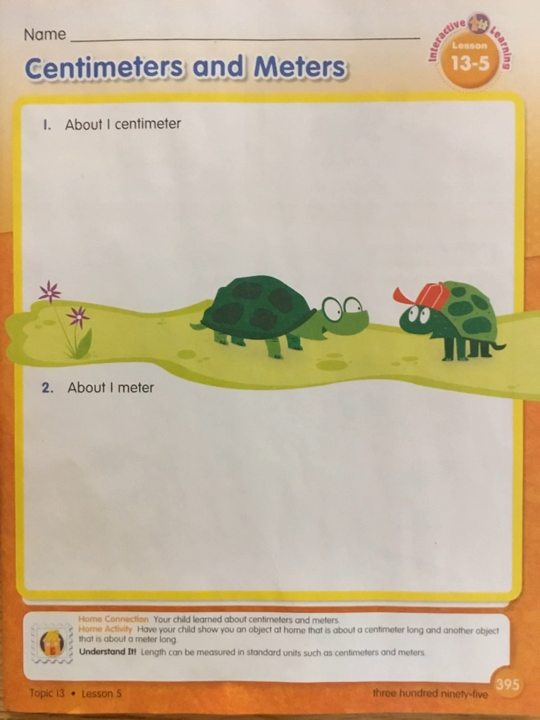 Name
Interactive Learning
Lesson
13-5
Centimeters and Meters
1. About 1 centimeter
2. About 1 meter
Home Connection Your child learned about centimeters and meters.
Home Activity Have your child show you an object at home that is about a centimeter long and another object
that is about a meter long.
Understand It! Length can be measured in standard units such as centimeters and meters.
Topic 13 • Lesson 5
three hundred ninety-five
395